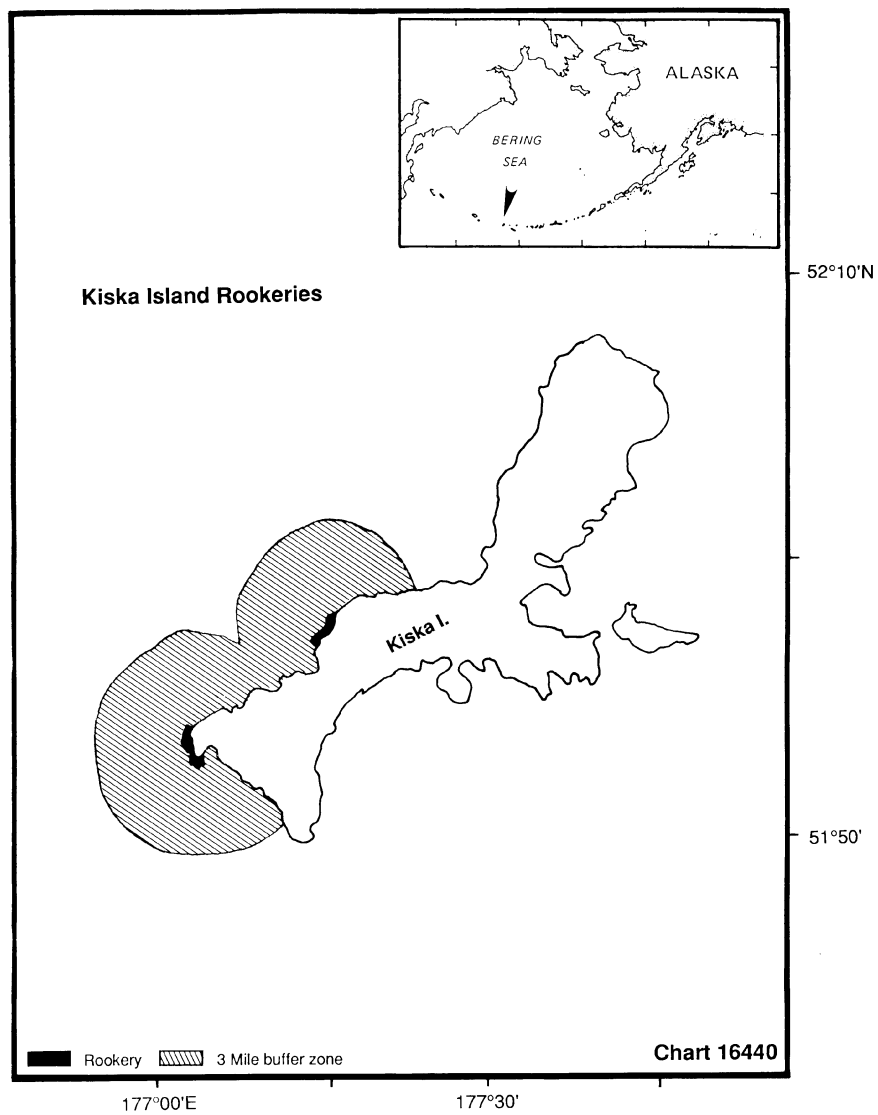 ALASKA
BERING
SEA
52°10'N
Kiska Island Rookeries
Kiska I.
51°50'
Rookery
3 Mile buffer zone
Chart 16440
177°00'E
177°30'